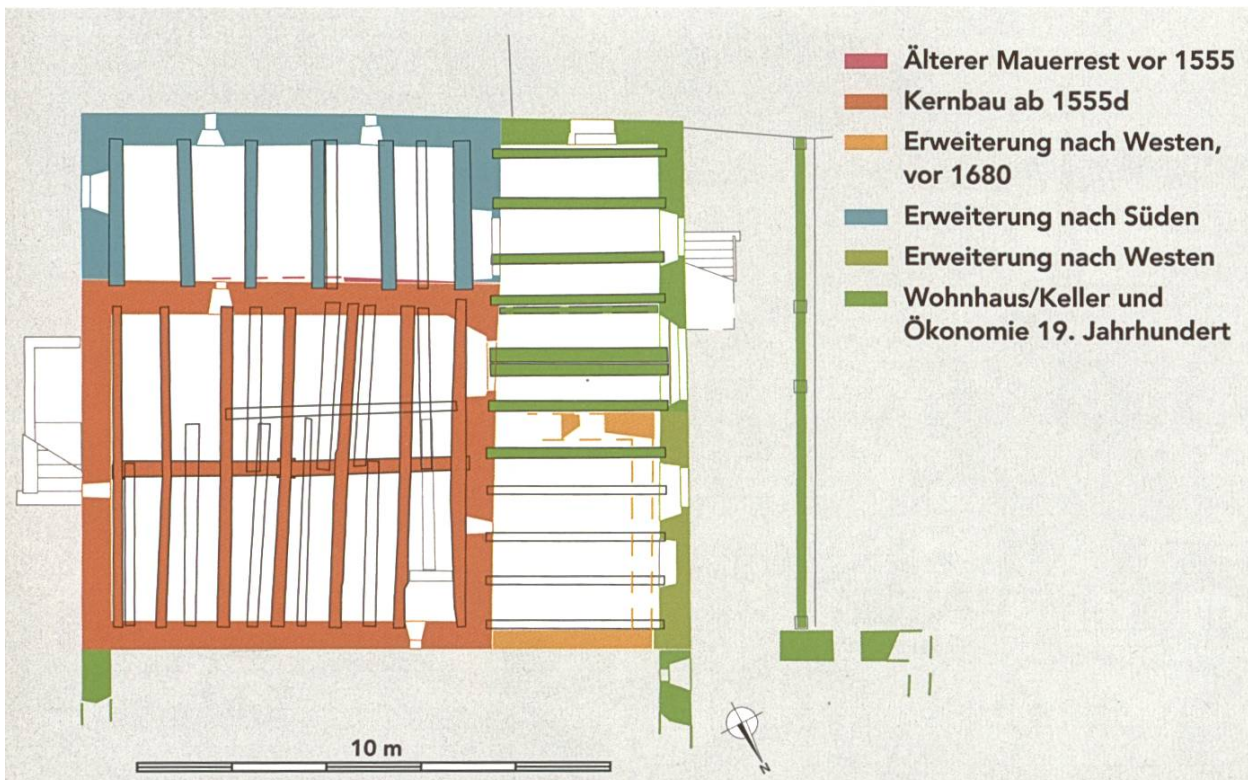 Älterer Mauerrest vor 1555
Kernbau ab 1555d
Erweiterung nach Westen,
vor 1680
Erweiterung nach Süden
Erweiterung nach Westen
Wohnhaus/Keller und
Ökonomie 19. Jahrhundert
10 m
N